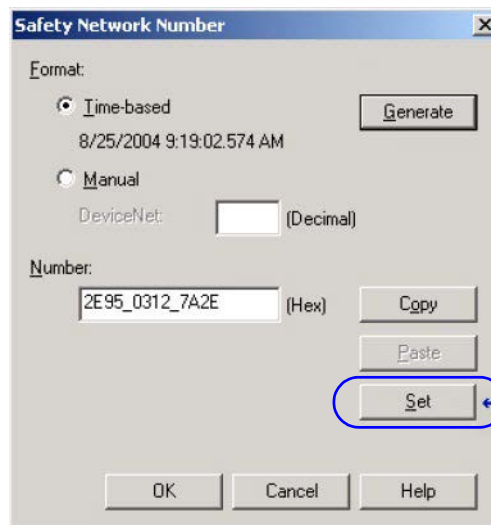 Safety Network Number
Format:
Time-based
Generate
8/25/2004 9:19:02.574 AM
Manual
DeviceNet: (Decimal)
Number:
2E95_0312_7A2E (Hex) Copy
Paste
Set
OK Cancel Help